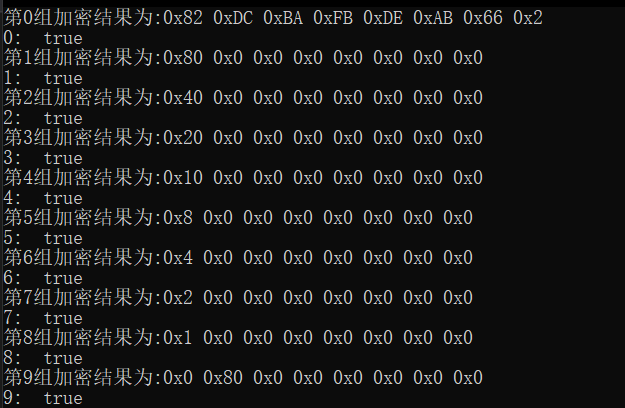 第0组加密结果为:0x82 0xDC 0xBA 0xFB 0xDE 0xAB 0x66 0x2
0:  true
第1组加密结果为:0x80 0x0 0x0 0x0 0x0 0x0 0x0 0x0
1:  true
第2组加密结果为:0x40 0x0 0x0 0x0 0x0 0x0 0x0 0x0
2:  true
第3组加密结果为:0x20 0x0 0x0 0x0 0x0 0x0 0x0 0x0
3:  true
第4组加密结果为:0x10 0x0 0x0 0x0 0x0 0x0 0x0 0x0
4:  true
第5组加密结果为:0x8 0x0 0x0 0x0 0x0 0x0 0x0 0x0
5:  true
第6组加密结果为:0x4 0x0 0x0 0x0 0x0 0x0 0x0 0x0
6:  true
第7组加密结果为:0x2 0x0 0x0 0x0 0x0 0x0 0x0 0x0
7:  true
第8组加密结果为:0x1 0x0 0x0 0x0 0x0 0x0 0x0 0x0
8:  true
第9组加密结果为:0x0 0x80 0x0 0x0 0x0 0x0 0x0 0x0
9:  true